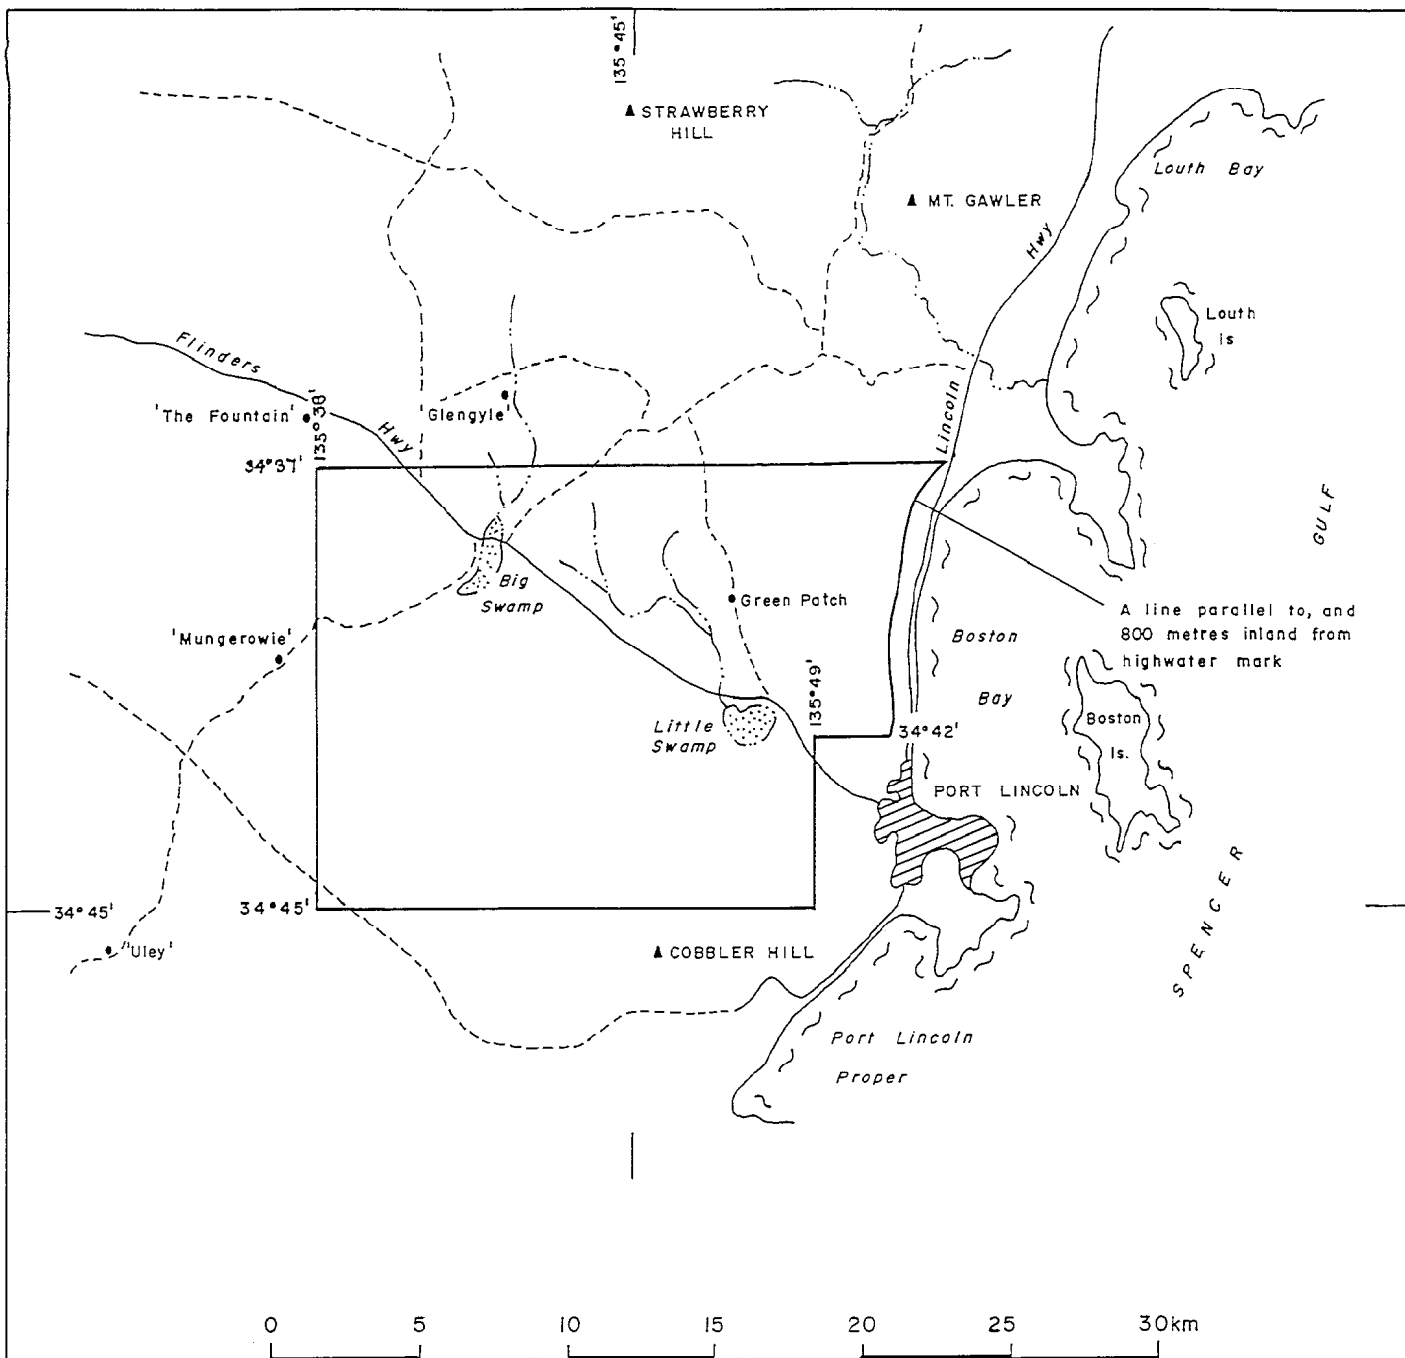 135°45'
STRAWBERRY
HILL
Louth Bay
MT. GAWLER
Hwy
Louth
is
Flinders
'The Fountain'
135°38'
'Glengyle'
Hwy
Lincoln
34°37'
GULF
Big
Swamp
Green Patch
A line parallel to, and
800 metres inland from
highwater mark
'Mungerowie'
Boston
Bay
135°49'
Boston
Is.
Little
Swamp
34°42'
PORT LINCOLN
SPENCER
34°45'
34°45'
'Uley'
COBBLER HILL
Port Lincoln
Proper
0 5 10 15 20 25 30km